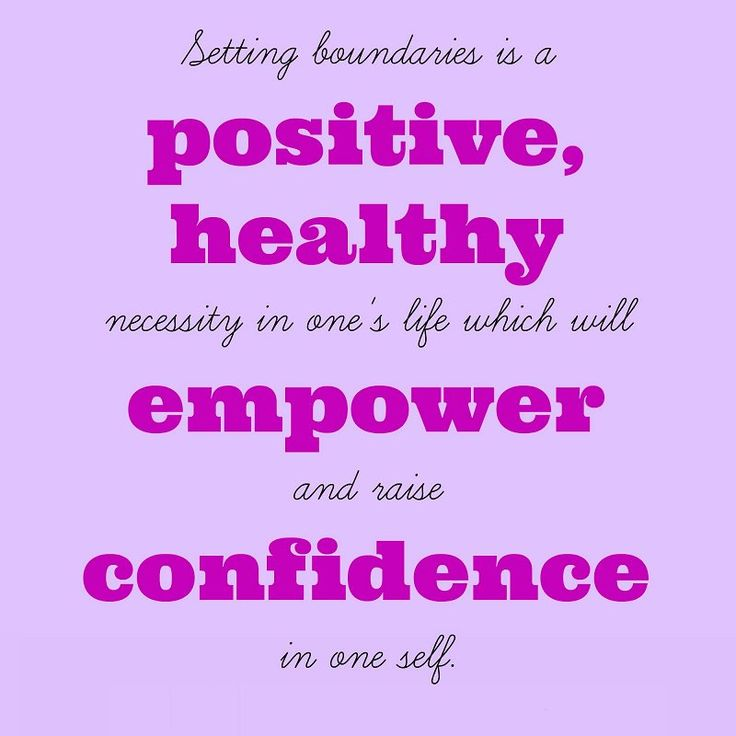 Setting boundaries is a
positive,
healthy
necessity in one's life which will
empower
and raise
confidence
in one self.